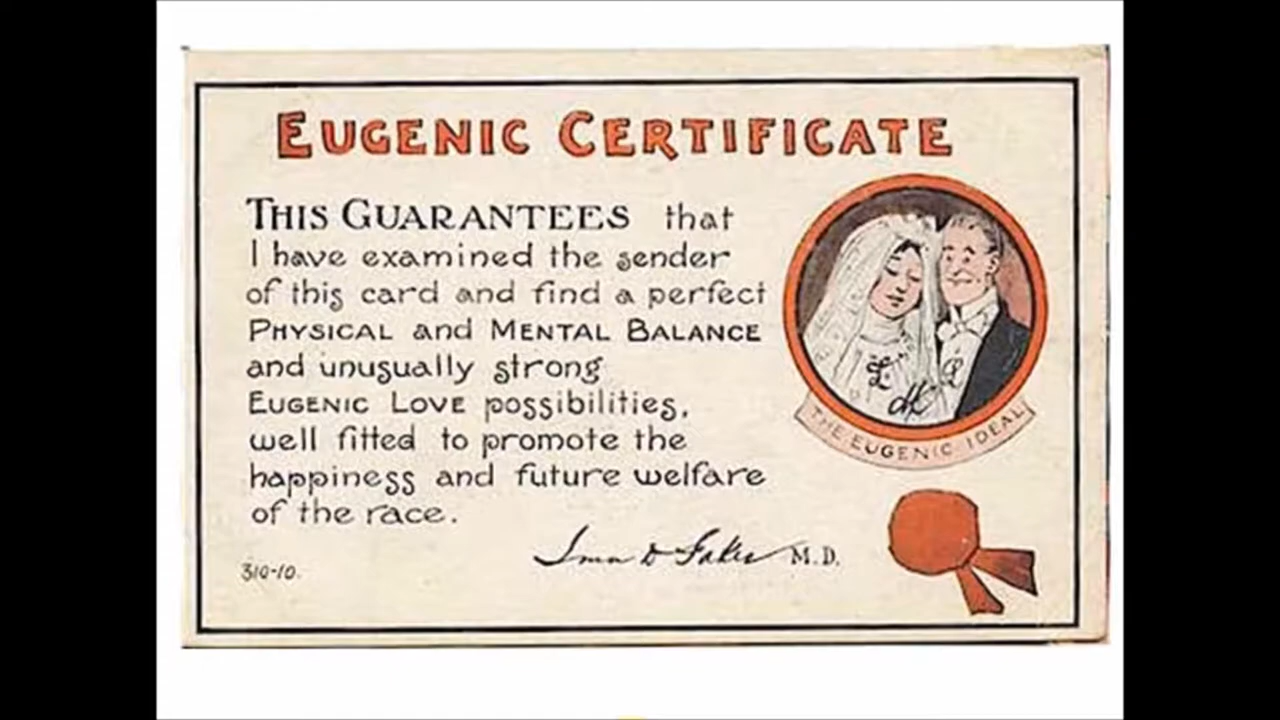 EUGENIC CERTIFICATE
THIS GUARANTEES that
I have examined the sender
of this card and find a perfect
PHYSICAL and MENTAL BALANCE
and unusually strong
EUGENIC LOVE possibilities,
well fitted to promote the
happiness and future welfare
of the race.
THE EUGENIC IDEAL
M.D.
310-10.